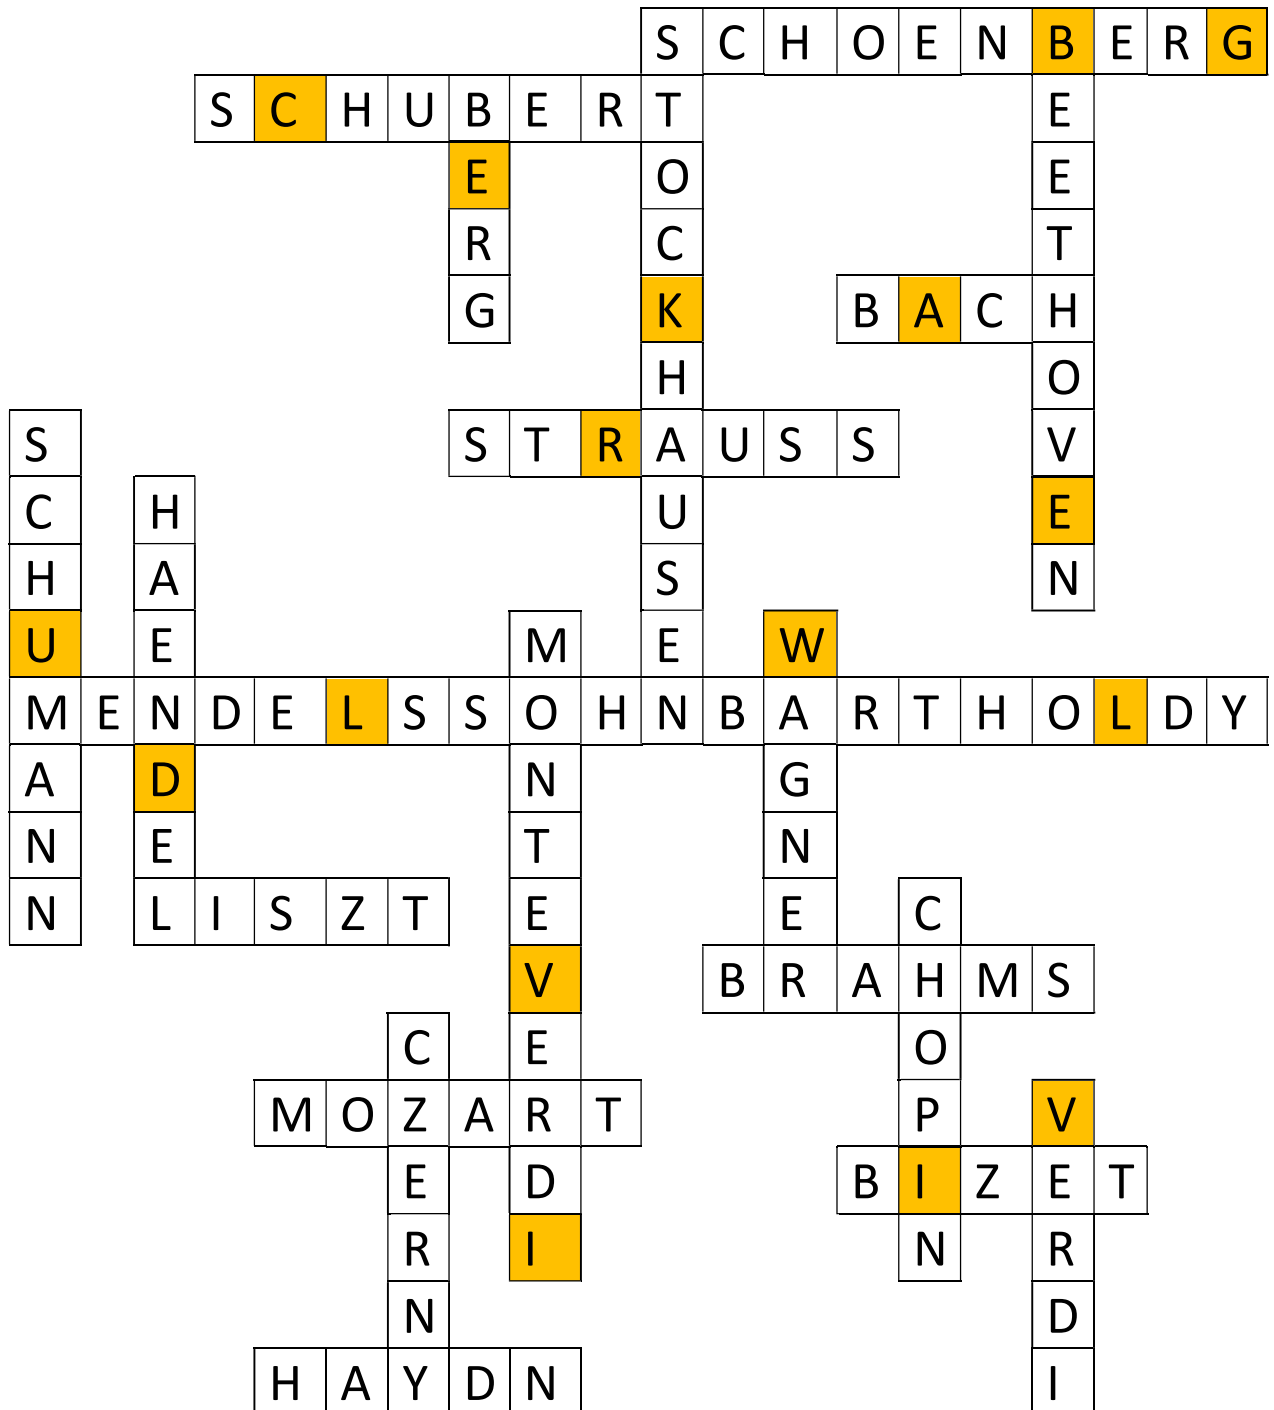 SCHOENBERG
SCHUBERT
BEETHOVEN
STOCKHAUSEN
BERG
BACH
STRAUSS
SCHUMANN
HAENDEL
MONTEVERDI
WAGNER
MENDELSSOHNBARTHOLDY
LISZT
CHOPIN
BRAHMS
CZERNY
MOZART
VERDI
BIZET
HAYDN